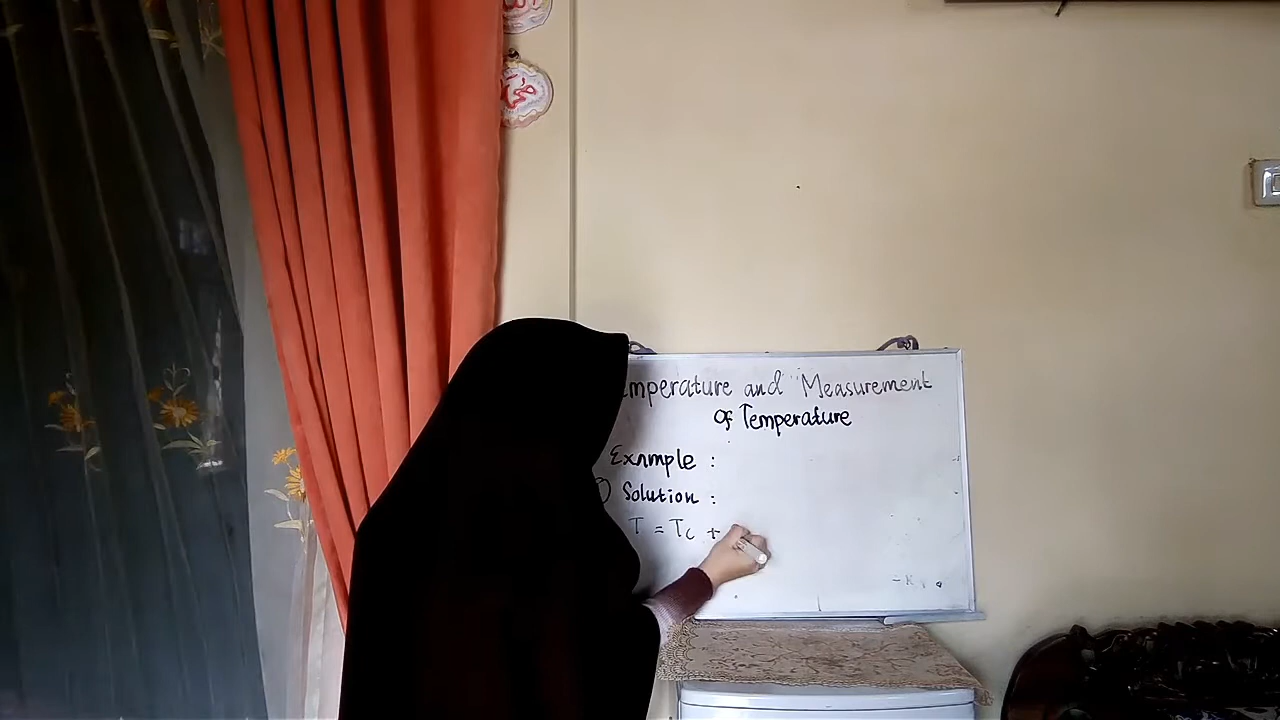 emperature and Measurement
of Temperature
Example :
Solution :
T = Tc +